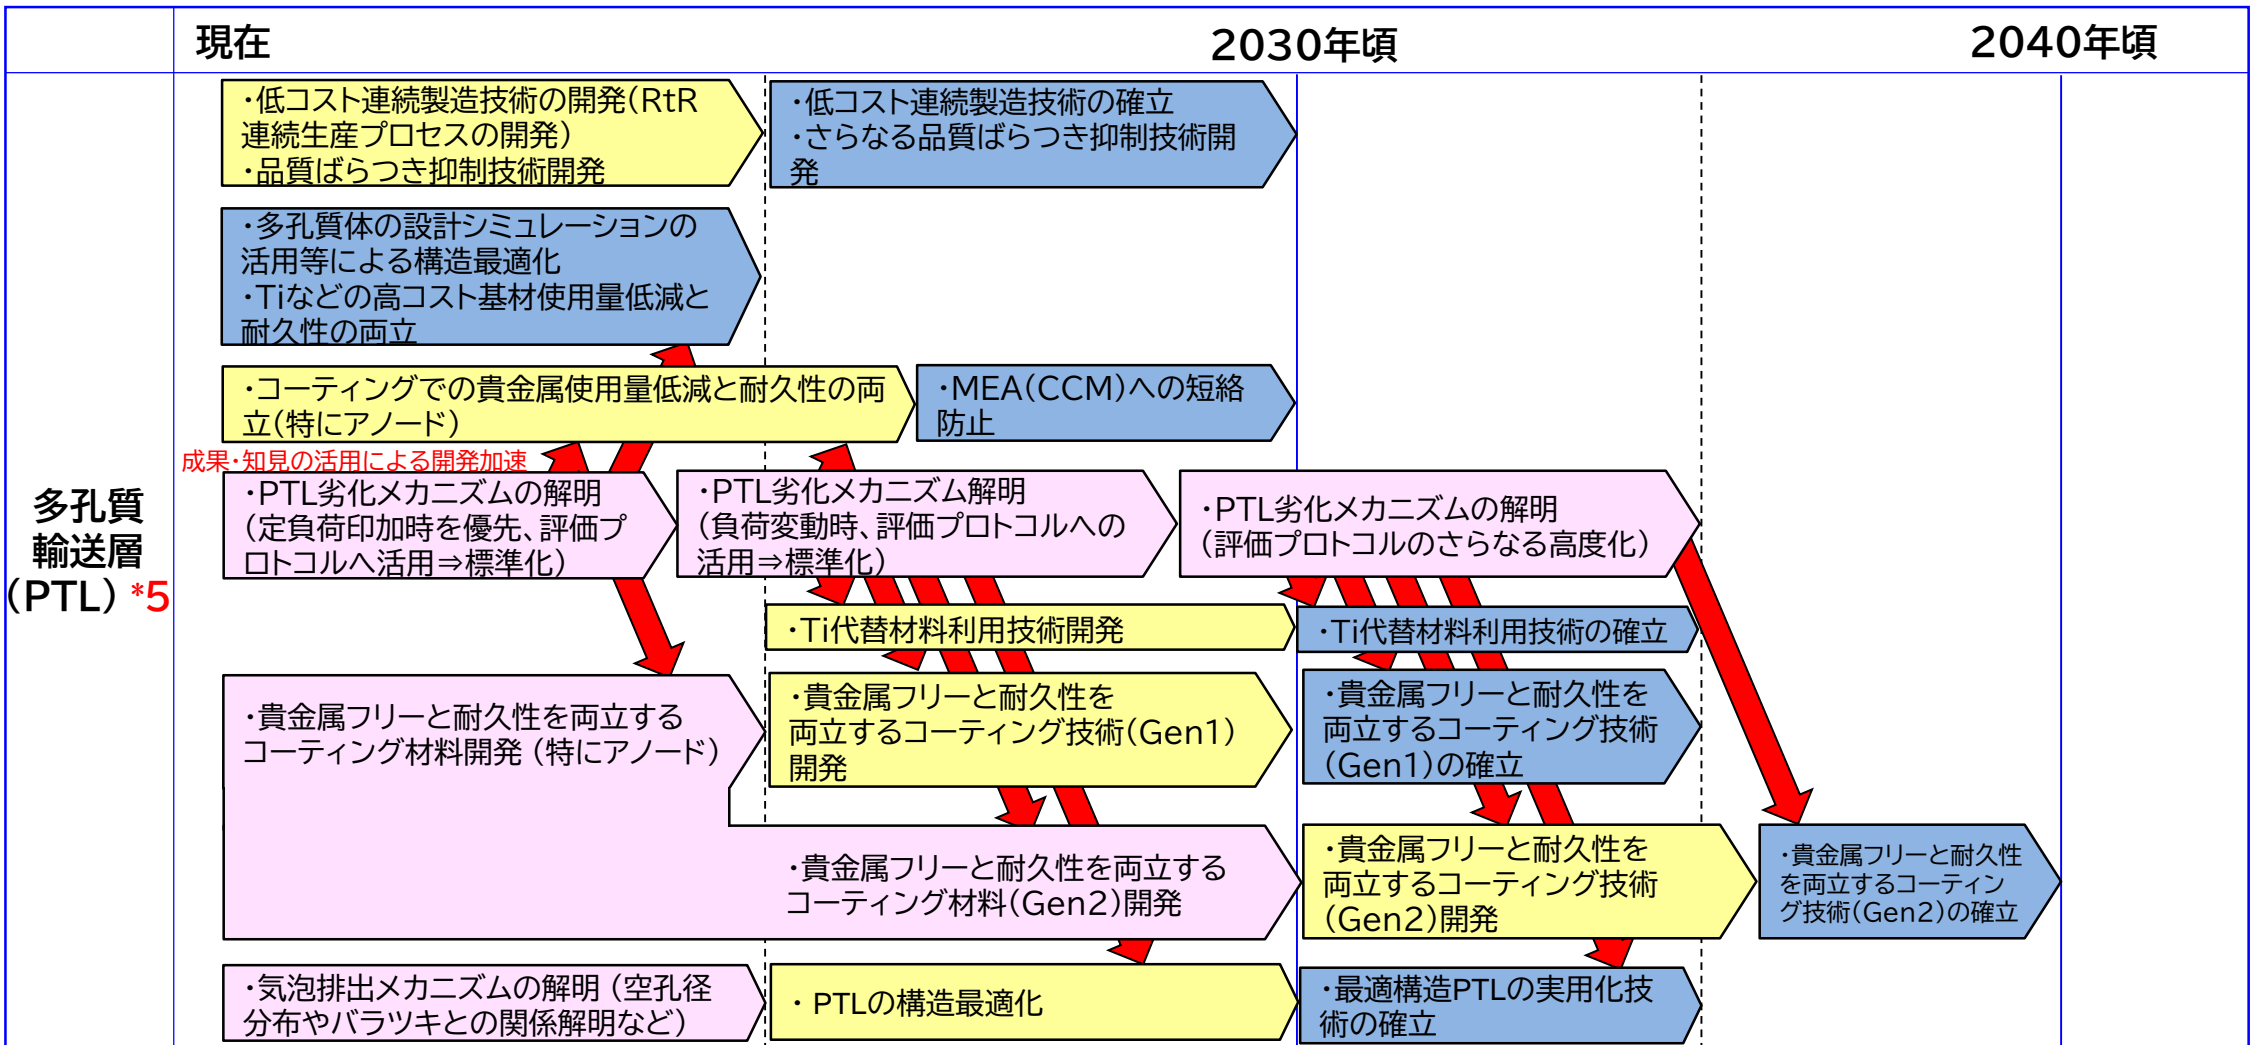 現在
2030年頃
2040年頃
多孔質
輸送層
(PTL) *5
・低コスト連続製造技術の開発(RtR
連続生産プロセスの開発)
・品質ばらつき抑制技術開発
・低コスト連続製造技術の確立
・さらなる品質ばらつき抑制技術開
発
・多孔質体の設計シミュレーションの
活用等による構造最適化
・Tiなどの高コスト基材使用量低減と
耐久性の両立
・コーティングでの貴金属使用量低減と耐久性の両
立(特にアノード)
・MEA(CCM)への短絡
防止
成果・知見の活用による開発加速
・PTL劣化メカニズムの解明
(定負荷印加時を優先、評価プ
ロトコルへ活用⇒標準化)
・PTL劣化メカニズム解明
(負荷変動時、評価プロトコルへの
活用⇒標準化)
・PTL劣化メカニズムの解明
(評価プロトコルのさらなる高度化)
・Ti代替材料利用技術開発
・Ti代替材料利用技術の確立
・貴金属フリーと耐久性を両立する
コーティング材料開発 (特にアノード)
・貴金属フリーと耐久性を
両立するコーティング技術(Gen1)
開発
・貴金属フリーと耐久性を
両立するコーティング技術
(Gen1)の確立
・貴金属フリーと耐久性を両立する
コーティング材料(Gen2)開発
・貴金属フリーと耐久性を
両立するコーティング技術
(Gen2)開発
・貴金属フリーと耐久性
を両立するコーティン
グ技術(Gen2)の確立
・気泡排出メカニズムの解明 (空孔径
分布やバラツキとの関係解明など)
・ PTLの構造最適化
・最適構造PTLの実用化技
術の確立